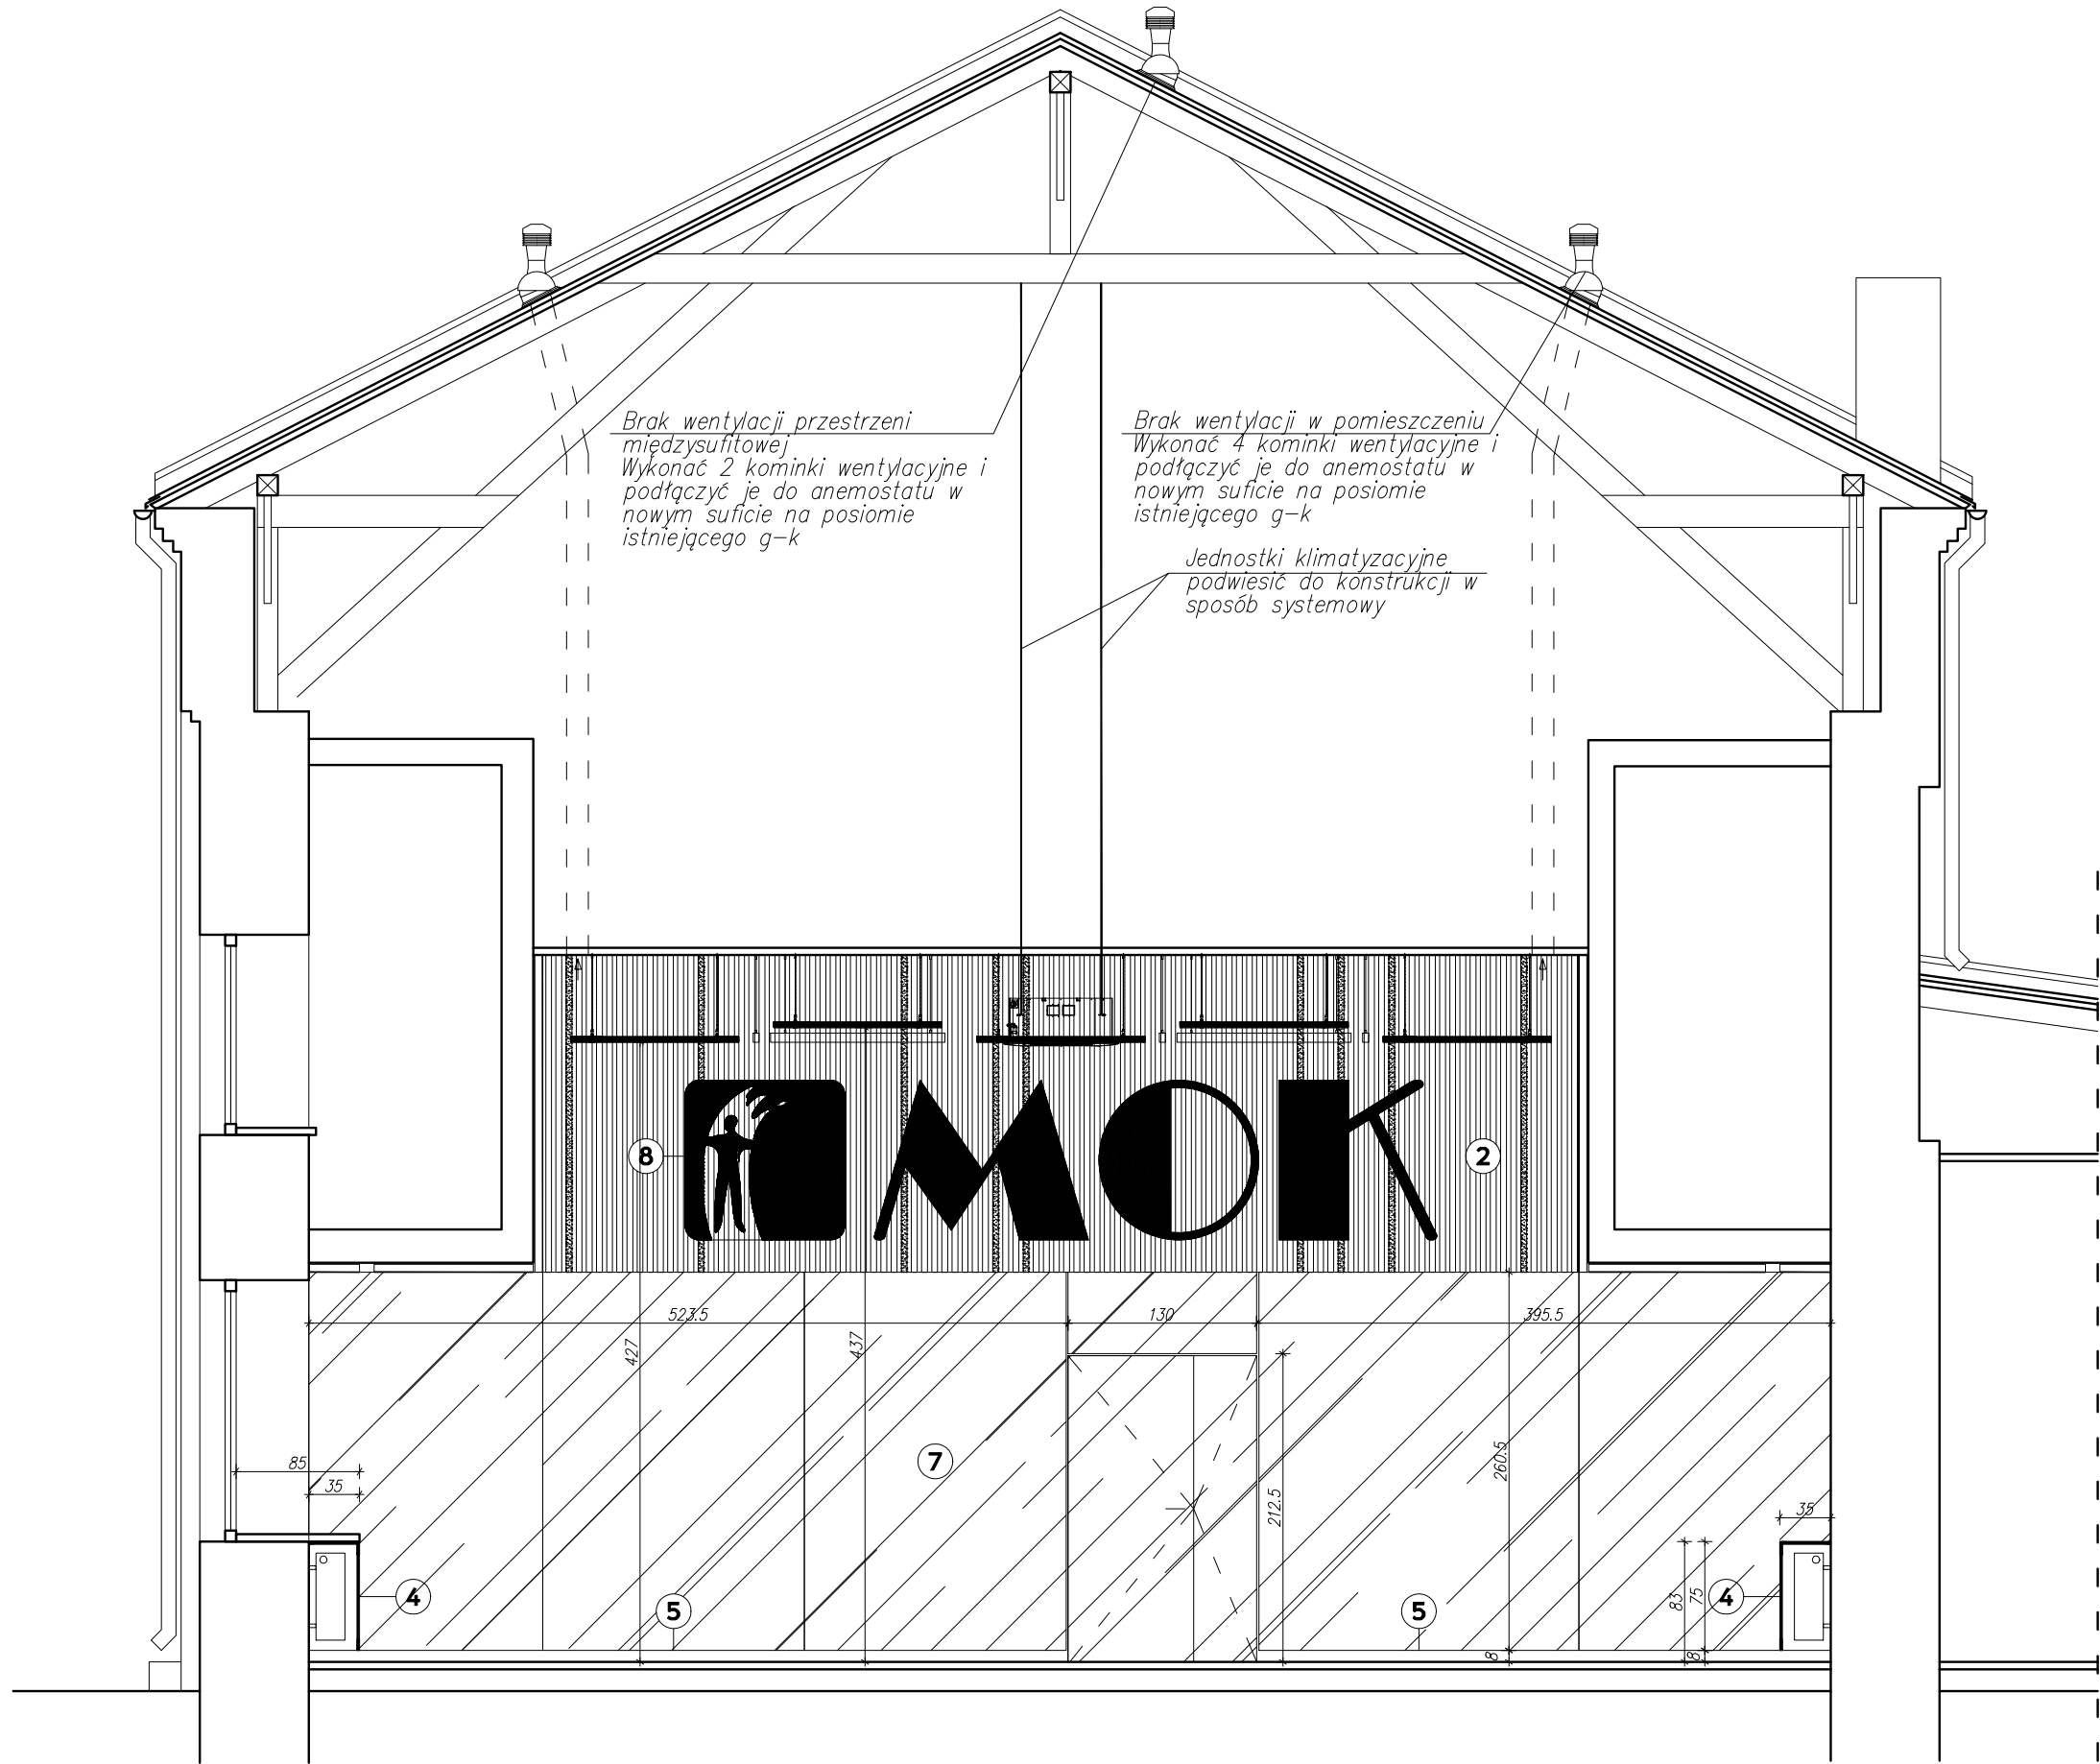 Brak wentylacji przestrzeni
międzysufitowej
Wykonać 2 kominki wentylacyjne i
podłączyć je do anemostatu w
nowym suficie na posiomie
istniejącego g-k
Brak wentylacji w pomieszczeniu
Wykonać 4 kominki wentylacyjne i
podłączyć je do anemostatu w
nowym suficie na posiomie
istniejącego g-k
Jednostki klimatyzacyjne
podwiesić do konstrukcji w
sposób systemowy
8
MOK
2
523.5
130
395.5
427
437
7
260.5
212.5
85
35
35
4
5
5
83
75
4
8
8